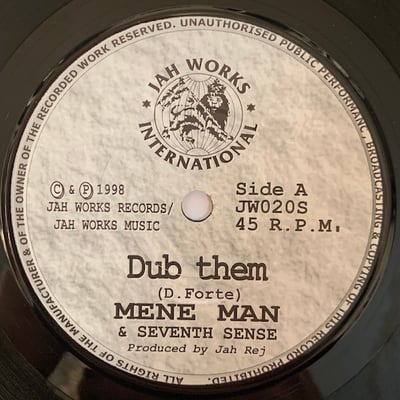 ALL RIGHTS OF THE MANUFACTURER & OF THE OWNER OF THE RECORDED WORK RESERVED. UNAUTHORISED PUBLIC PERFORMANC, BROADCASTING & COPYING OF THIS RECORD PROHIBITED.
JAH WORKS
INTERNATIONAL
© & ℗ 1998
JAH WORKS RECORDS/
JAH WORKS MUSIC
Side A
JW020S
45 R.P.M.
Dub them
(D. Forte)
MENE MAN
& SEVENTH SENSE
Produced by Jah Rej